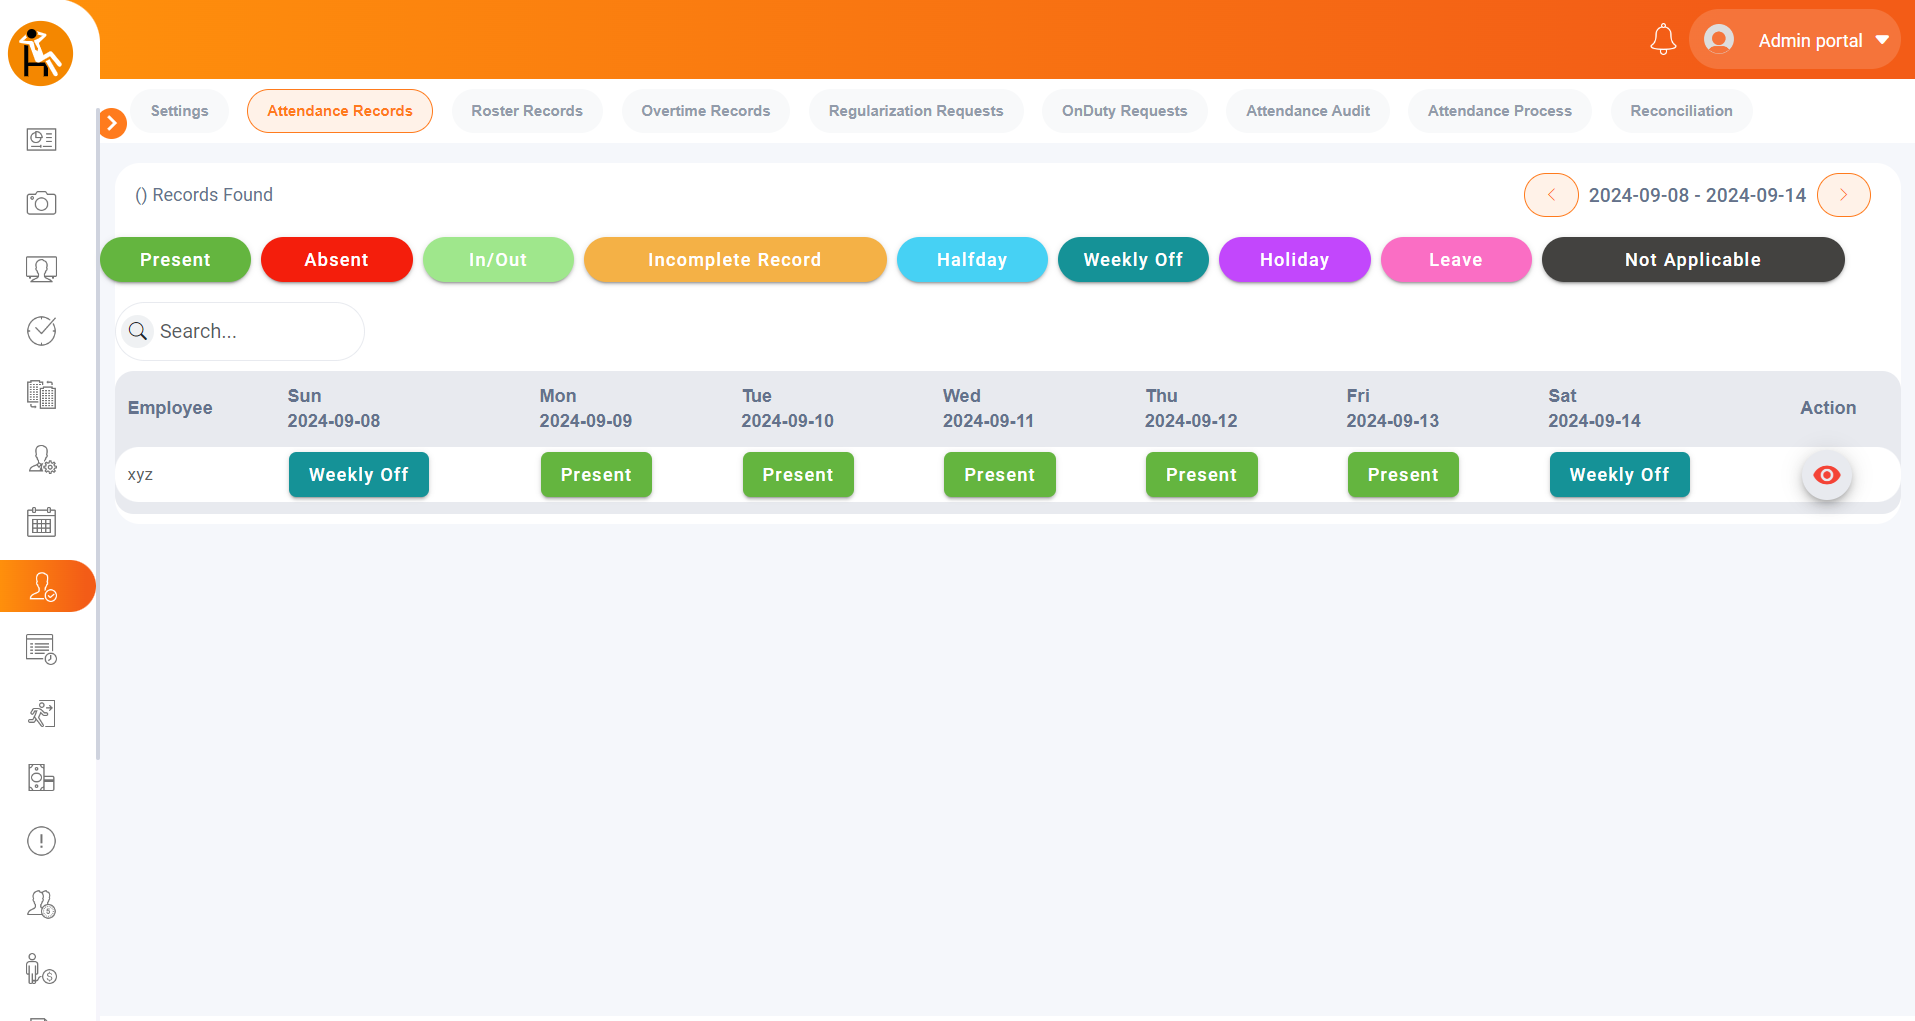 Admin portal
Settings
Attendance Records
Roster Records
Overtime Records
Regularization Requests
OnDuty Requests
Attendance Audit
Attendance Process
Reconciliation
() Records Found
2024-09-08 - 2024-09-14
Present
Absent
In/Out
Incomplete Record
Halfday
Weekly Off
Holiday
Leave
Not Applicable
Search...
Employee
Sun
2024-09-08
Mon
2024-09-09
Tue
2024-09-10
Wed
2024-09-11
Thu
2024-09-12
Fri
2024-09-13
Sat
2024-09-14
Action
xyz
Weekly Off
Present
Present
Present
Present
Present
Weekly Off